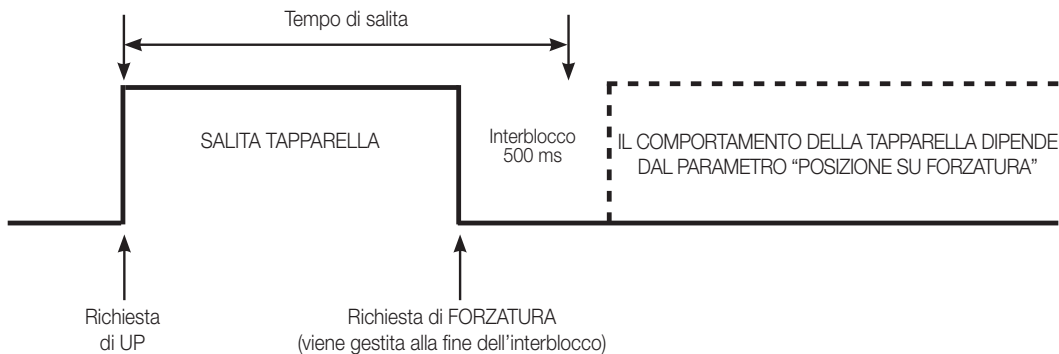 Tempo di salita
SALITA TAPPARELLA
Interblocco
500 ms
IL COMPORTAMENTO DELLA TAPPARELLA DIPENDE
DAL PARAMETRO “POSIZIONE SU FORZATURA”
Richiesta
di UP
Richiesta di FORZATURA
(viene gestita alla fine dell’interblocco)